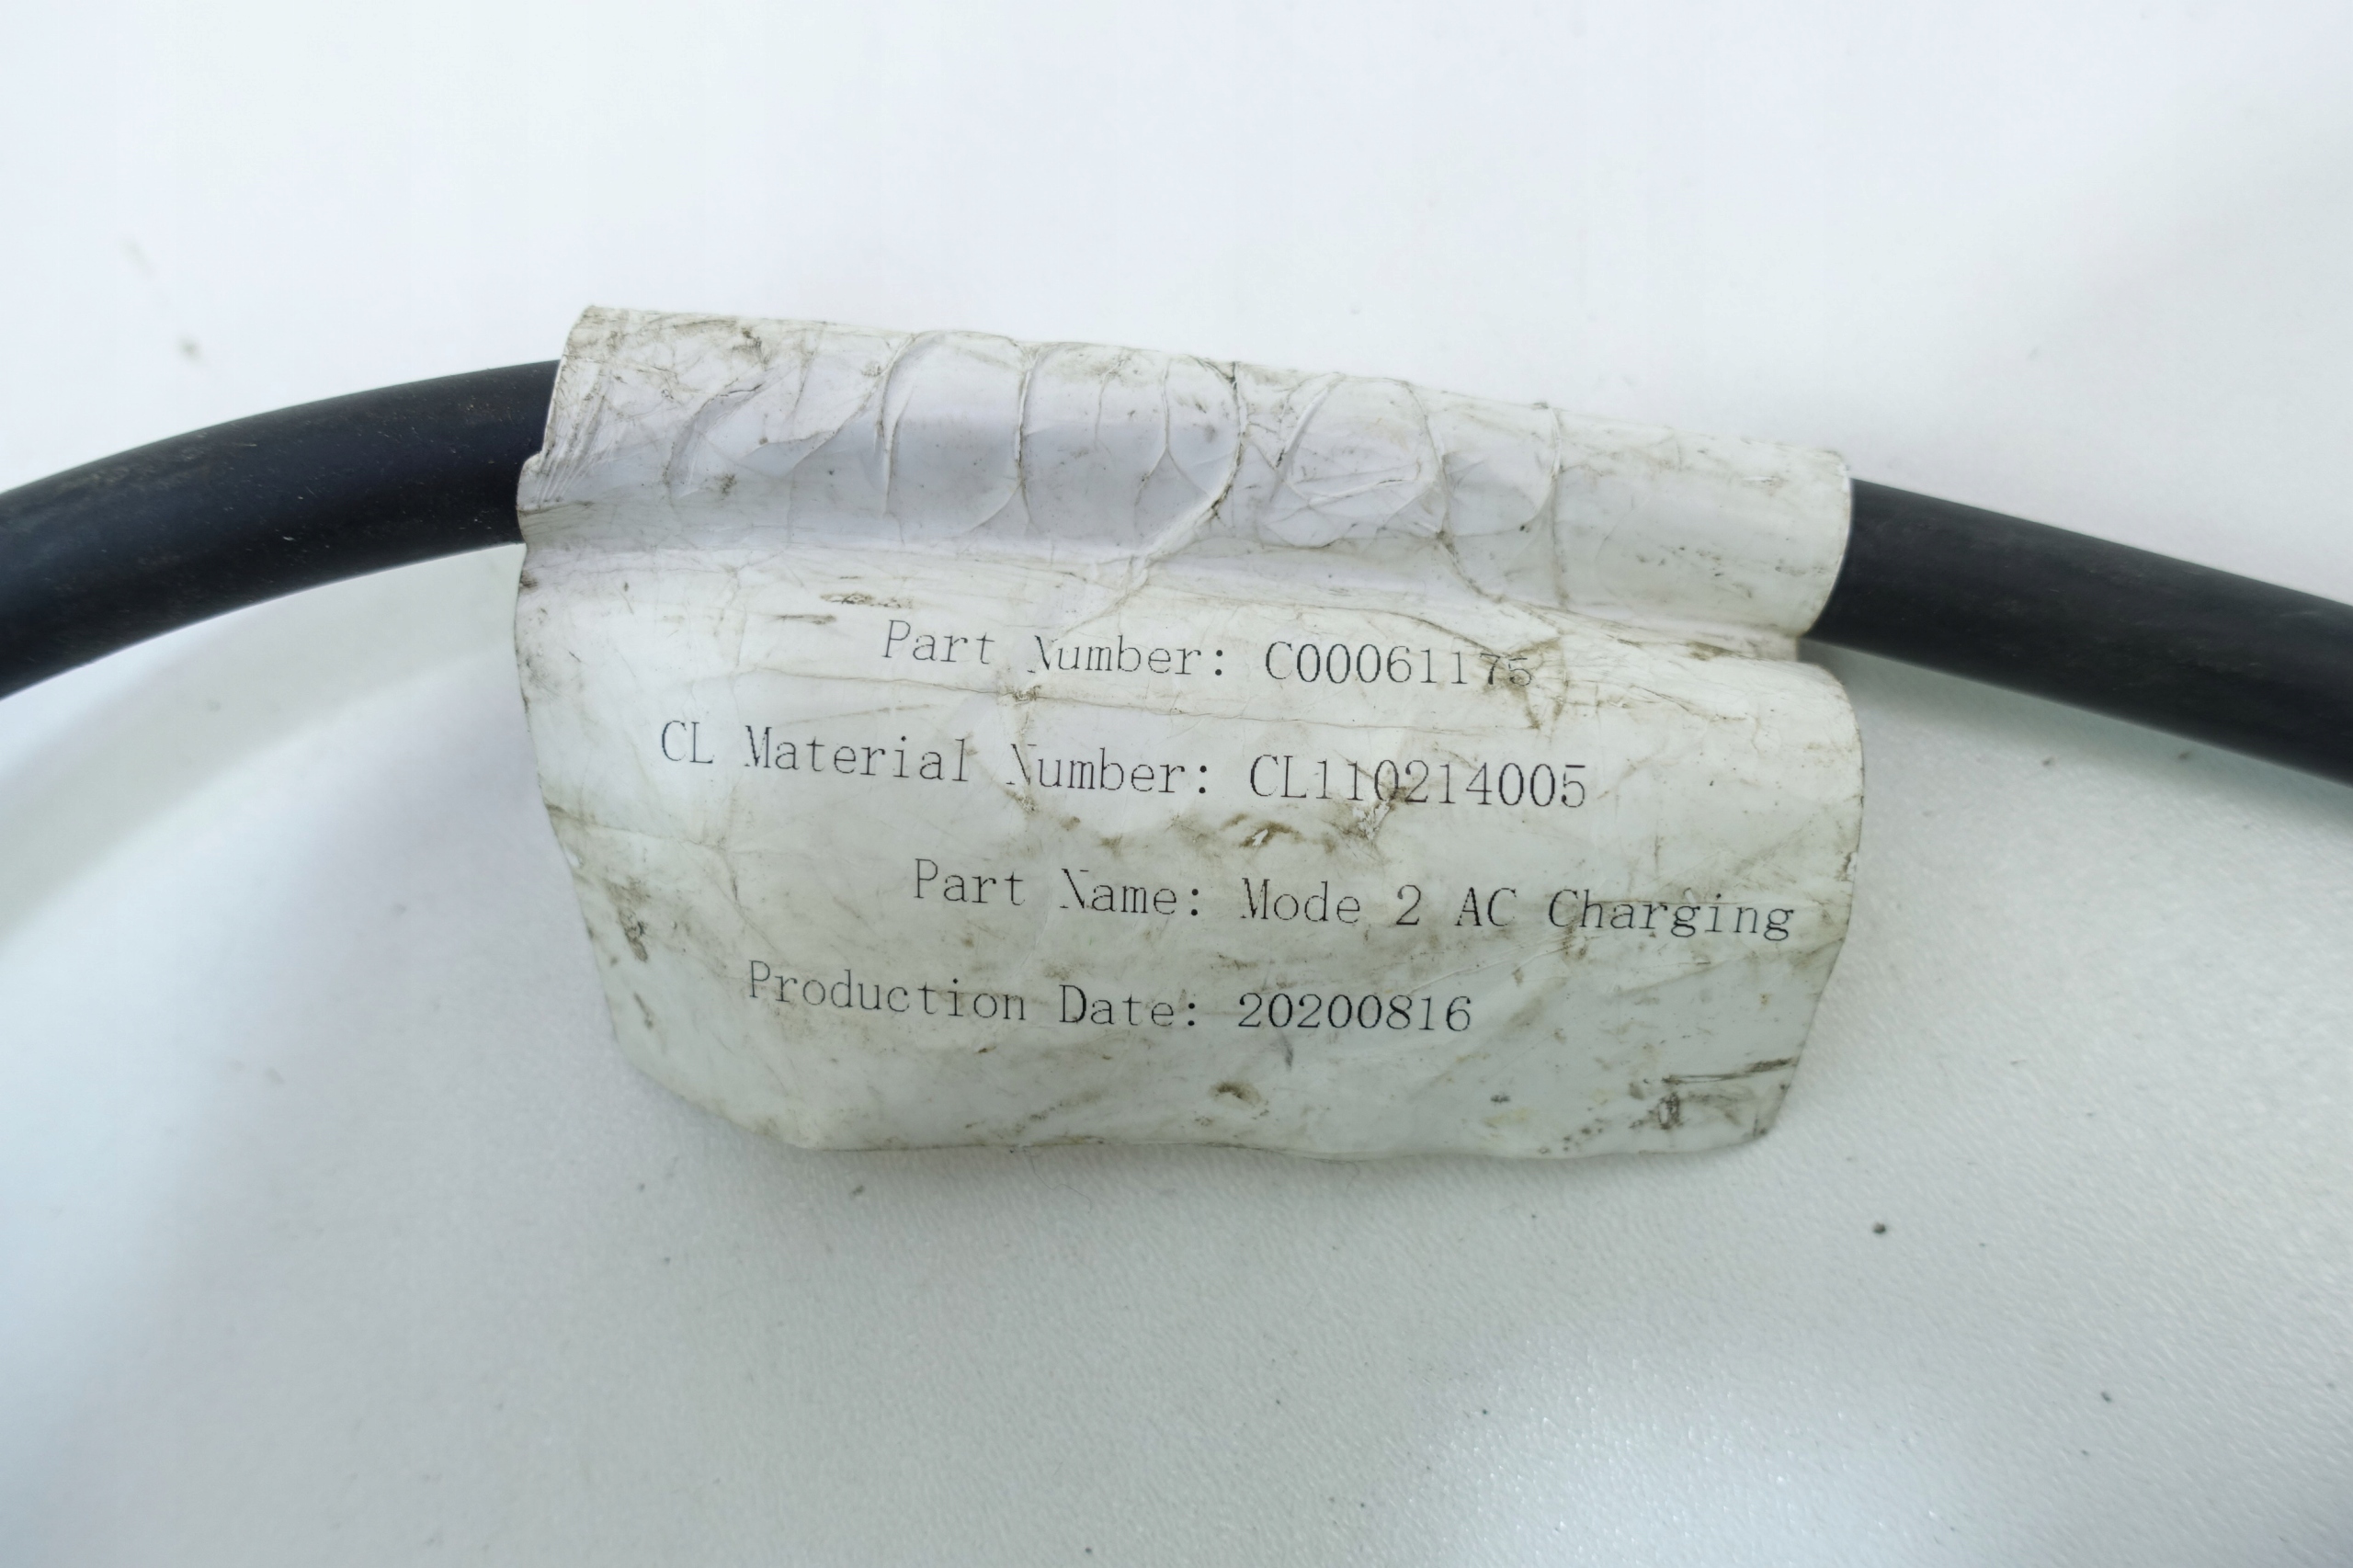 Part Number: C00061175
CL Material Number: CL110214005
Part Name: Mode 2 AC Charging
Production Date: 20200816